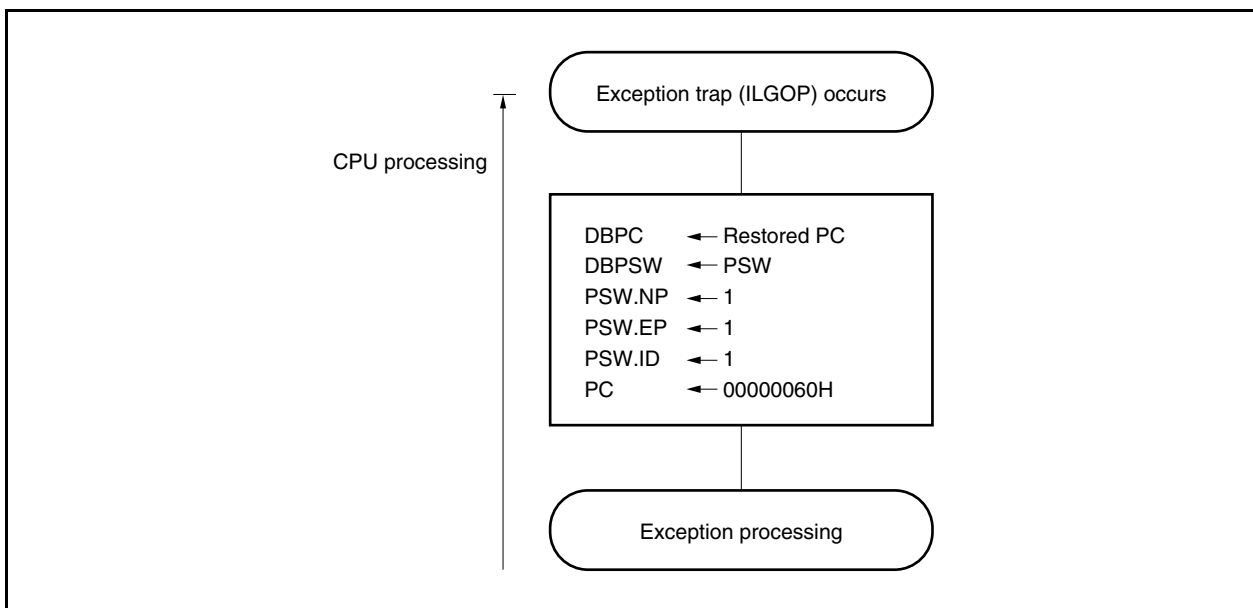 Exception trap (ILGOP) occurs
CPU processing
DBPC ← Restored PC
DBPSW ← PSW
PSW.NP ← 1
PSW.EP ← 1
PSW.ID ← 1
PC ← 00000060H
Exception processing